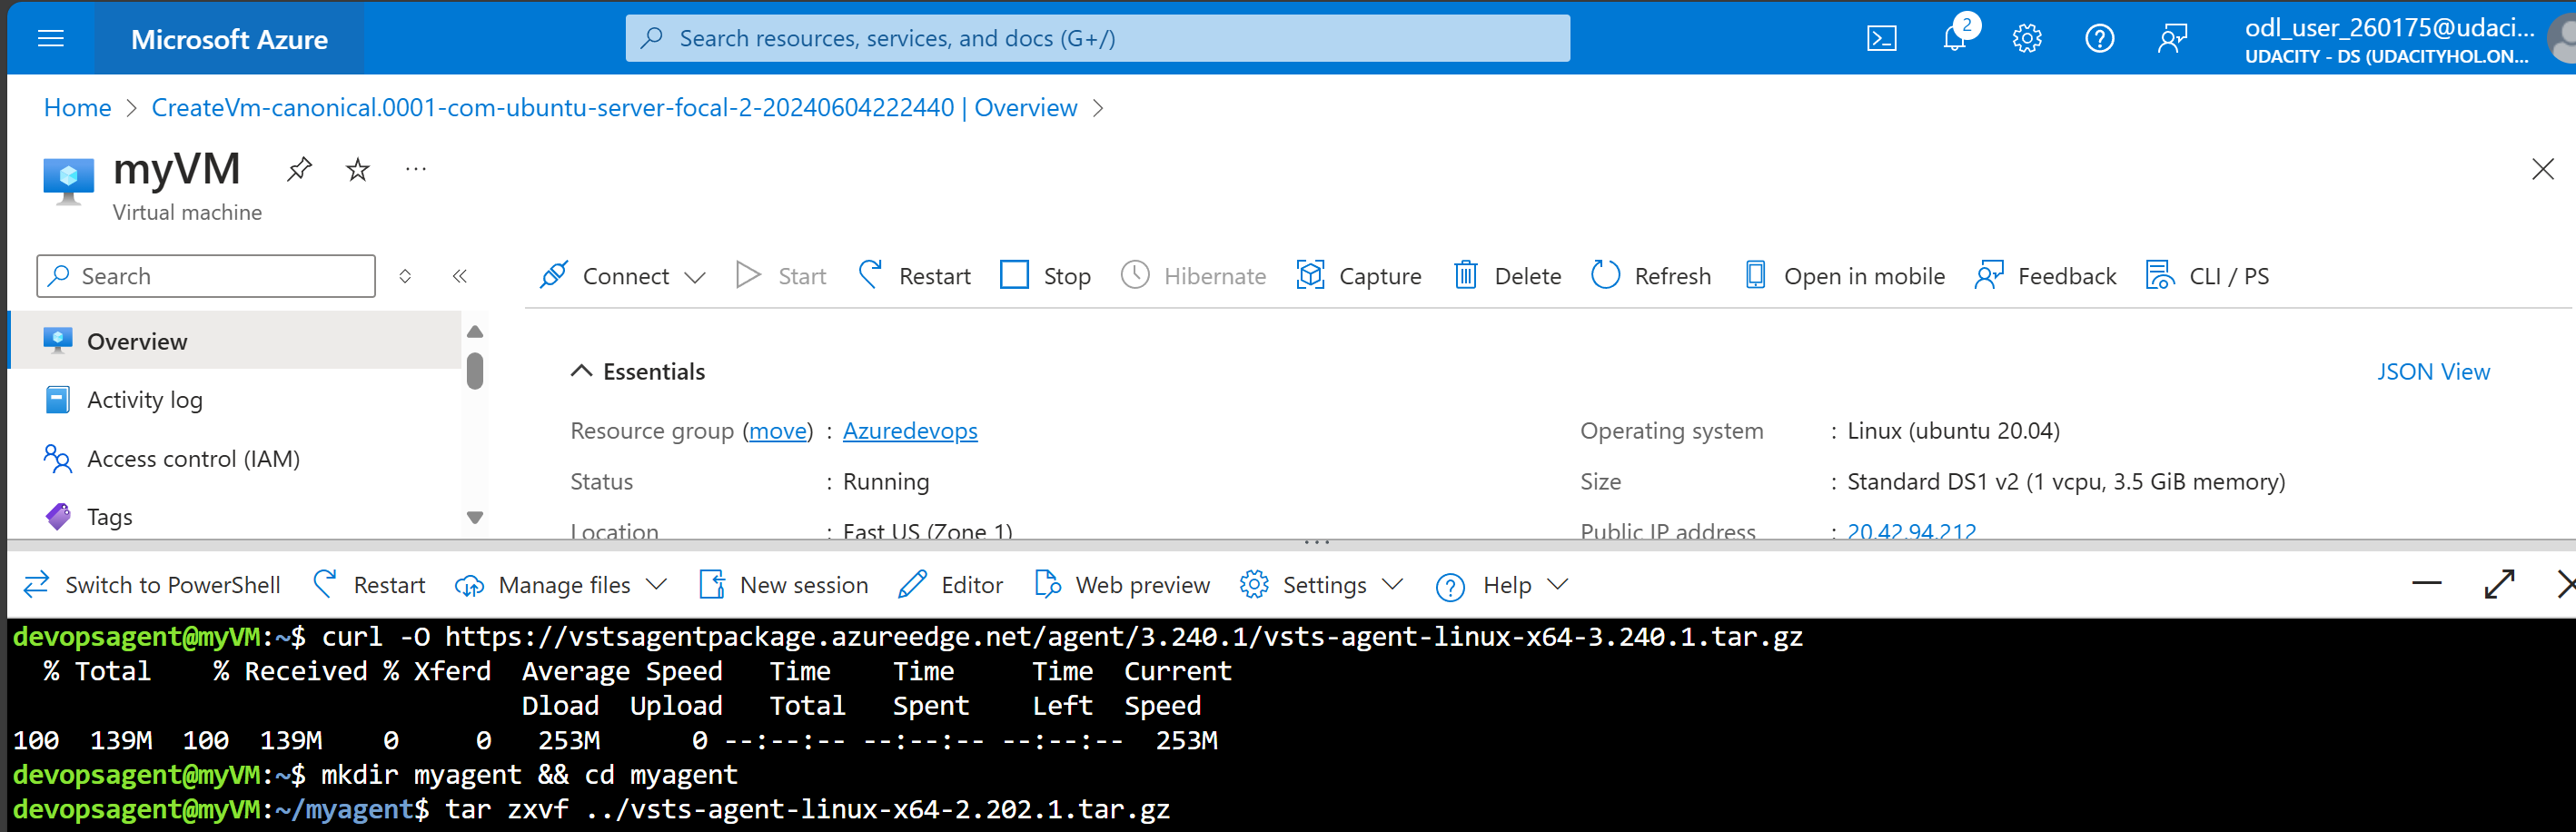 Microsoft Azure
Search resources, services, and docs (G+/)
2
odl_user_260175@udaci...
UDACITY - DS (UDACITYHOL.ON...
Home > CreateVm-canonical.0001-com-ubuntu-server-focal-2-20240604222440 | Overview >
myVM
...
Virtual machine
Search
Connect Start Restart Stop Hibernate Capture Delete Refresh Open in mobile Feedback CLI / PS
Overview
Activity log
Access control (IAM)
Tags
Essentials
JSON View
Resource group (move) : Azuredevops
Status : Running
Location : East US (Zone 1)
Operating system : Linux (ubuntu 20.04)
Size : Standard DS1 v2 (1 vcpu, 3.5 GiB memory)
Public IP address : 20.42.94.212
Switch to PowerShell Restart Manage files New session Editor Web preview Settings Help
devopsagent@myVM:~$ curl -O https://vstsagentpackage.azureedge.net/agent/3.240.1/vsts-agent-linux-x64-3.240.1.tar.gz
  % Total    % Received % Xferd  Average Speed   Time    Time     Time  Current
                                 Dload  Upload   Total   Spent    Left  Speed
100  139M  100  139M    0     0   253M      0 --:--:-- --:--:-- --:--:--  253M
devopsagent@myVM:~$ mkdir myagent && cd myagent
devopsagent@myVM:~/myagent$ tar zxvf ../vsts-agent-linux-x64-2.202.1.tar.gz